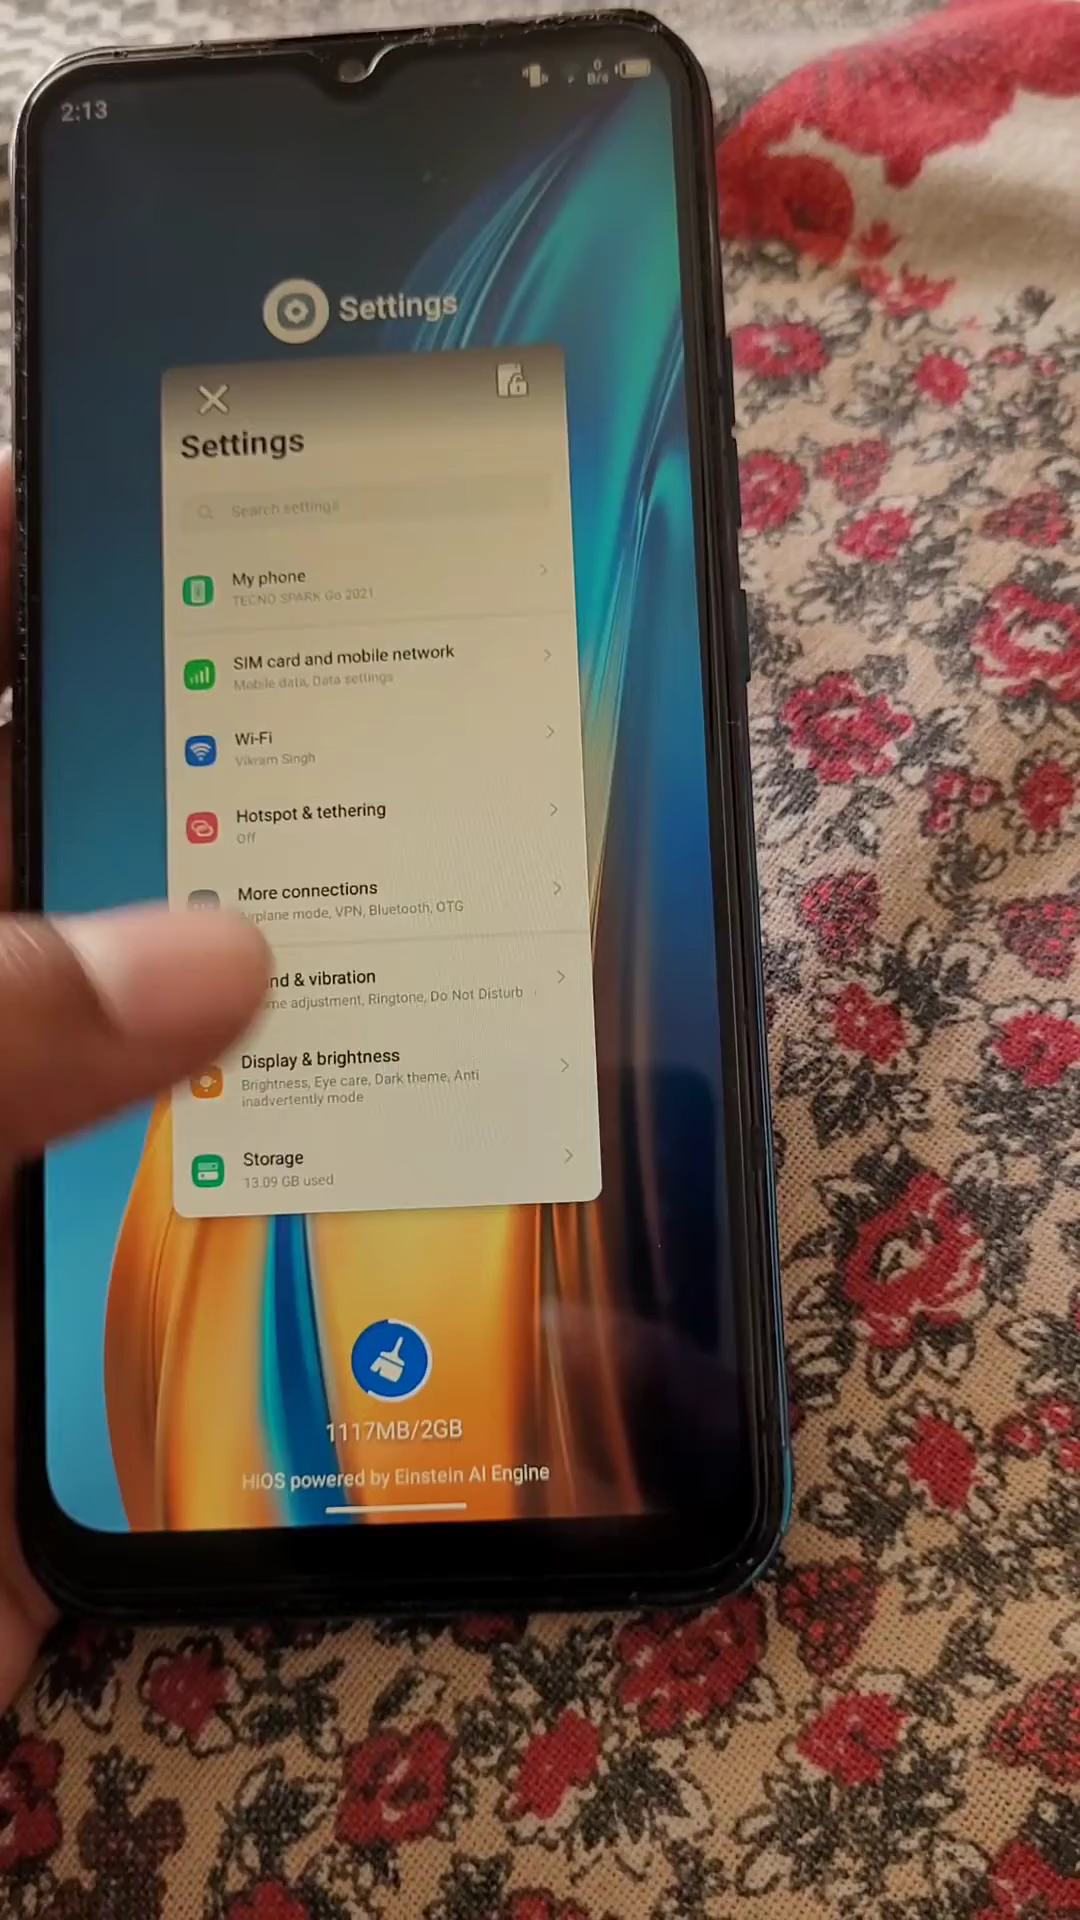 2:13
0
B/s
Settings
Settings
Search settings
My phone
TECNO SPARK Go 2021
SIM card and mobile network
Mobile data, Data settings
Wi-Fi
Vikram Singh
Hotspot & tethering
Off
More connections
plane mode, VPN, Bluetooth, OTG
& vibration
adjustment, Ringtone, Do Not Disturb
Display & brightness
Brightness, Eye care, Dark theme, Anti
inadvertently mode
Storage
13.09 GB used
1117MB/2GB
HiOS powered by Einstein AI Engine